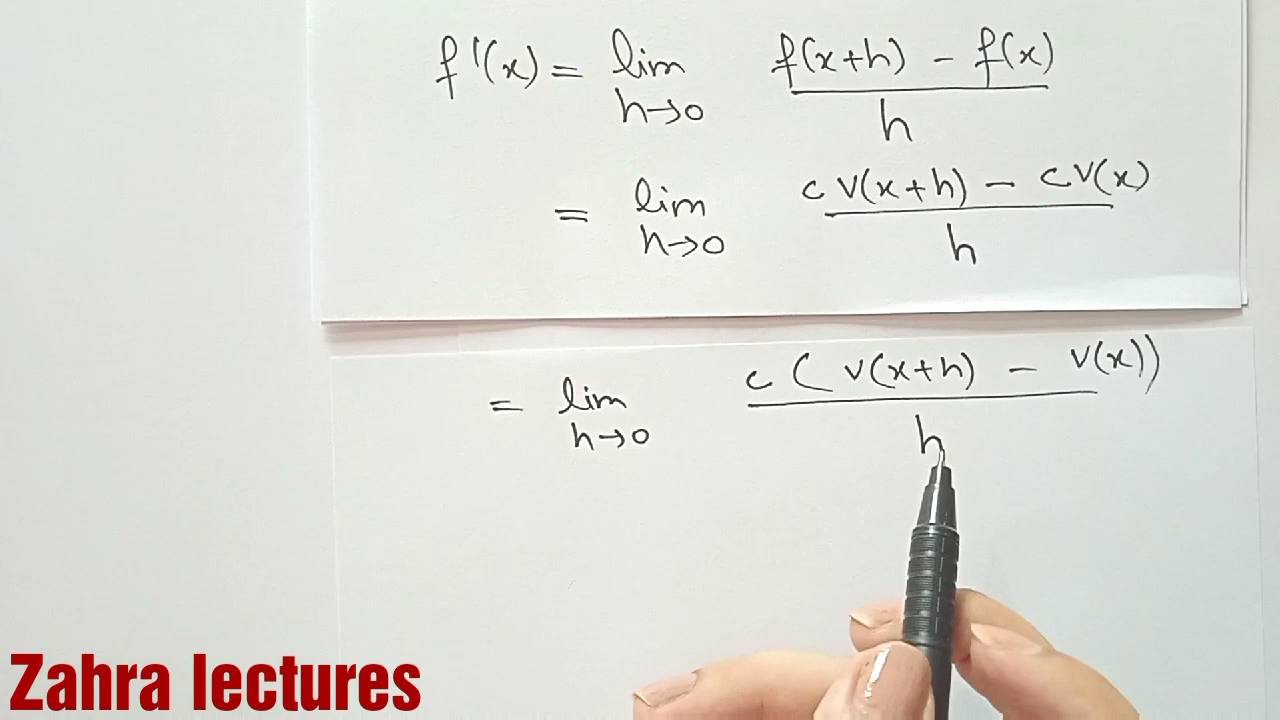 f'(x) = lim h→0 f(x+h) - f(x) / h
= lim h→0 c v(x+h) - c v(x) / h
= lim h→0 c ( v(x+h) - v(x)) / h
Zahra lectures